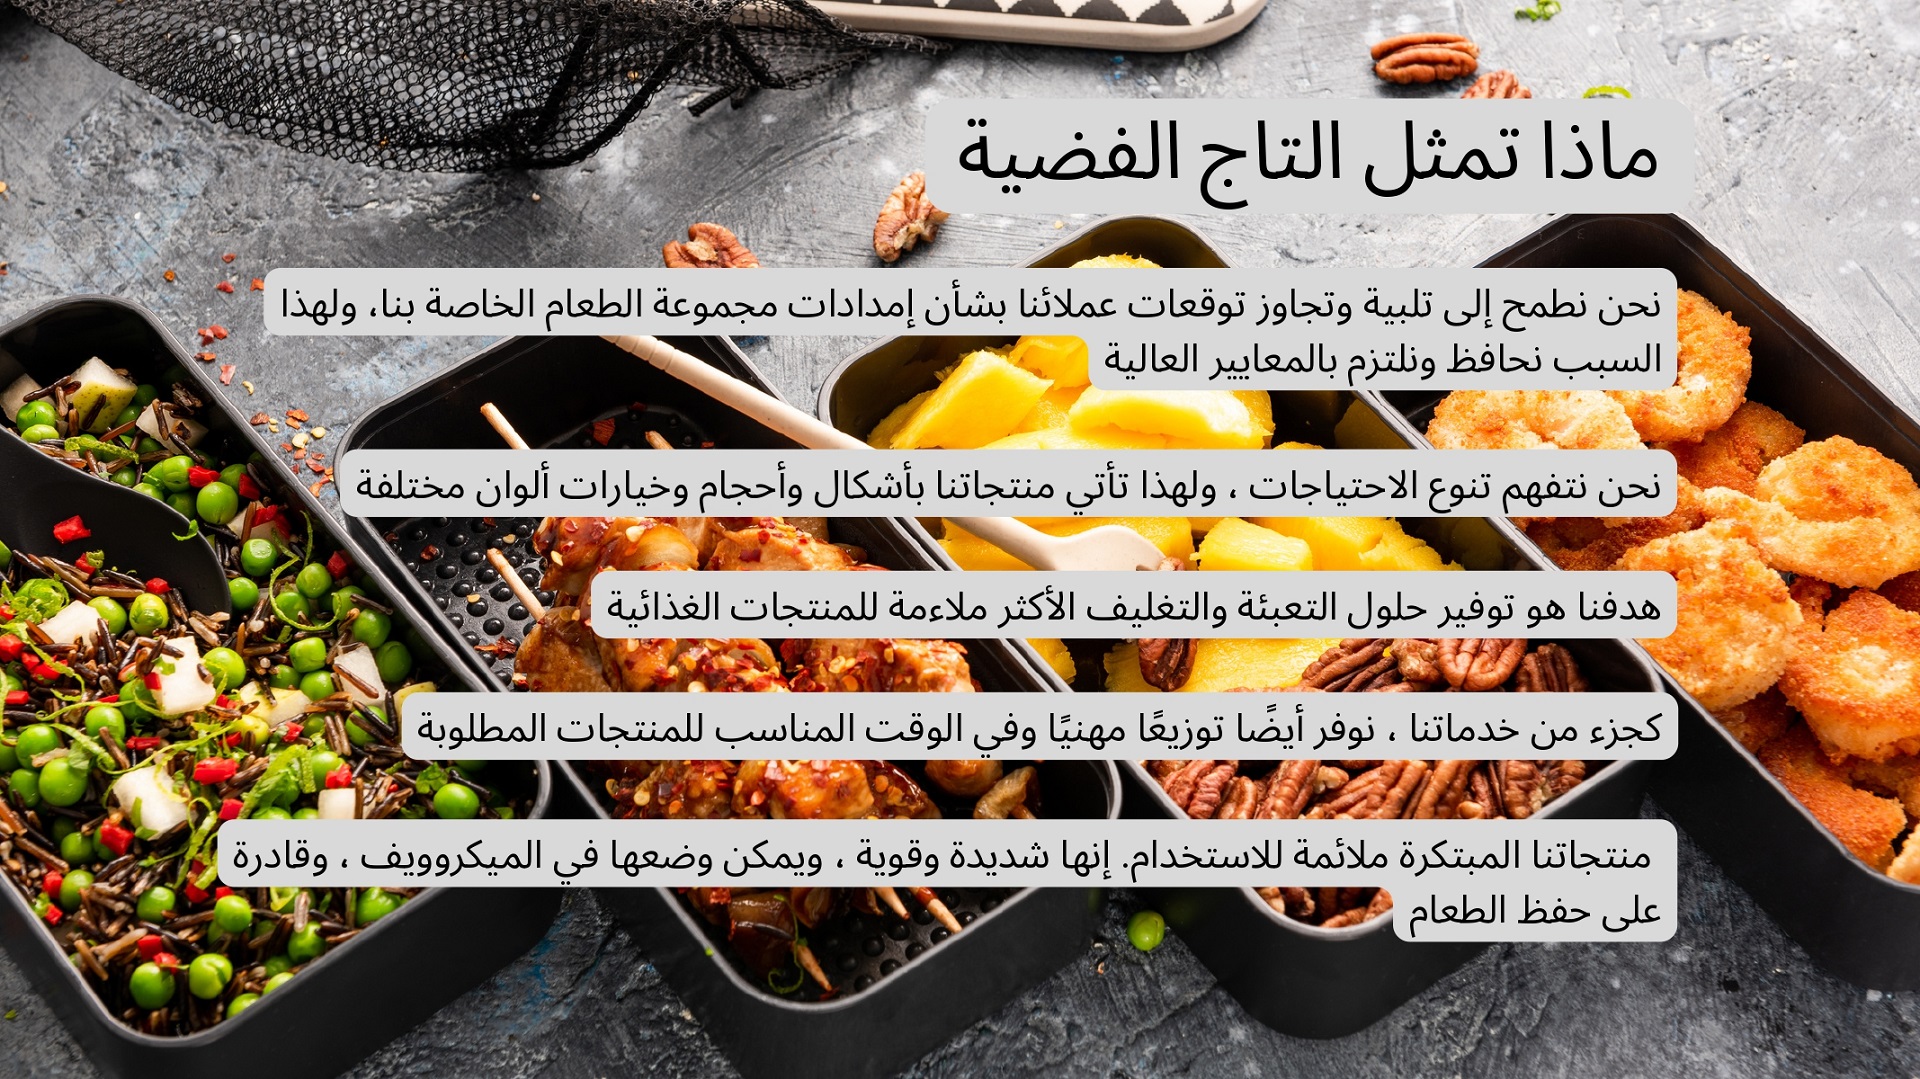 ماذا تمثل التاج الفضية
نحن نطمح إلى تلبية وتجاوز توقعات عملائنا بشأن إمدادات مجموعة الطعام الخاصة بنا، ولهذا
السبب نحافظ ونلتزم بالمعايير العالية
نحن نتفهم تنوع الاحتياجات ، ولهذا تأتي منتجاتنا بأشكال وأحجام وخيارات ألوان مختلفة
هدفنا هو توفير حلول التعبئة والتغليف الأكثر ملاءمة للمنتجات الغذائية
كجزء من خدماتنا ، نوفر أيضًا توزيعًا مهنيًا وفي الوقت المناسب للمنتجات المطلوبة
منتجاتنا المبتكرة ملائمة للاستخدام. إنها شديدة وقوية ، ويمكن وضعها في الميكروويف ، وقادرة
على حفظ الطعام